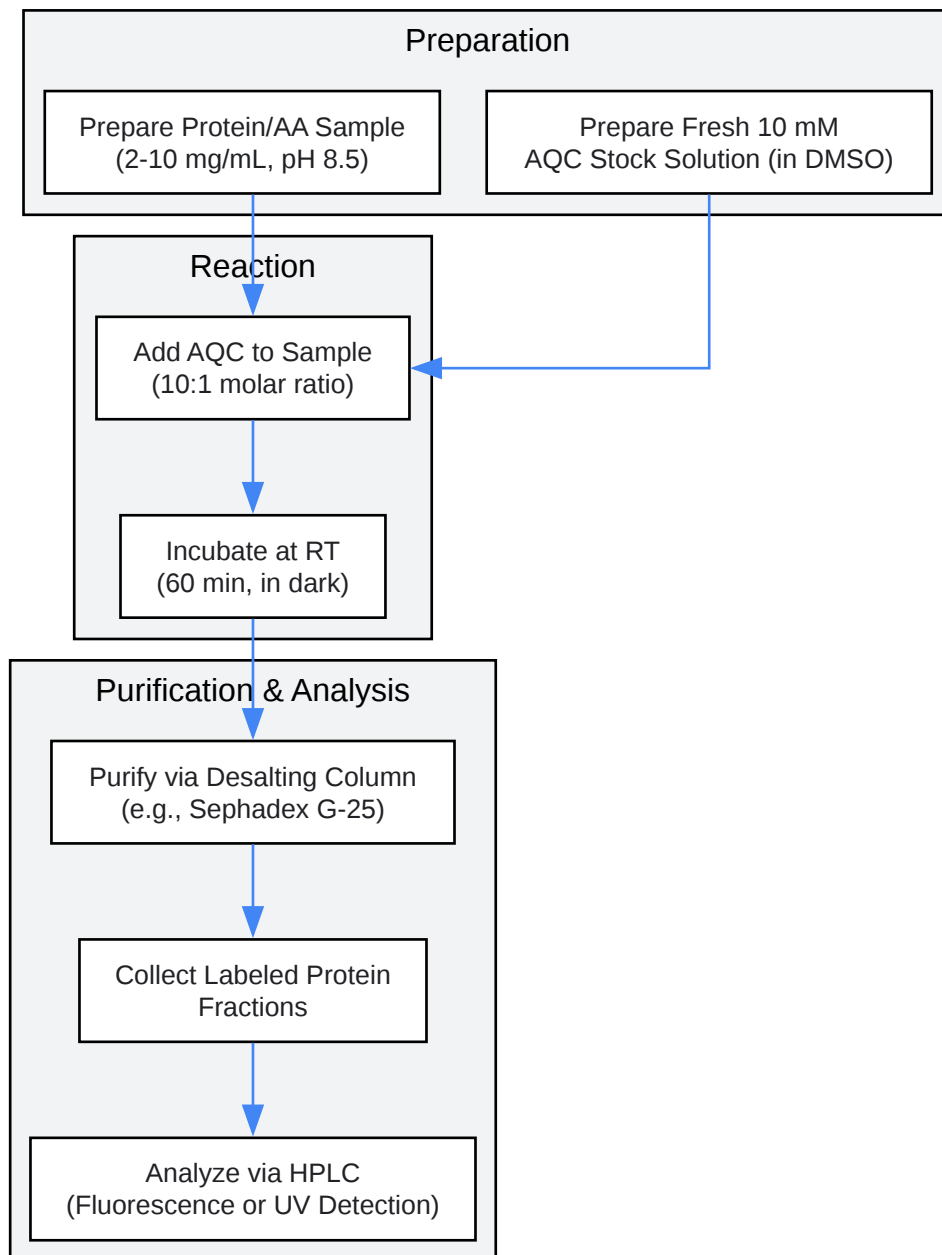 Preparation
Prepare Protein/AA Sample
(2-10 mg/mL, pH 8.5)
Prepare Fresh 10 mM
AQC Stock Solution (in DMSO)
Reaction
Add AQC to Sample
(10:1 molar ratio)
Incubate at RT
(60 min, in dark)
Purification & Analysis
Purify via Desalting Column
(e.g., Sephadex G-25)
Collect Labeled Protein
Fractions
Analyze via HPLC
(Fluorescence or UV Detection)